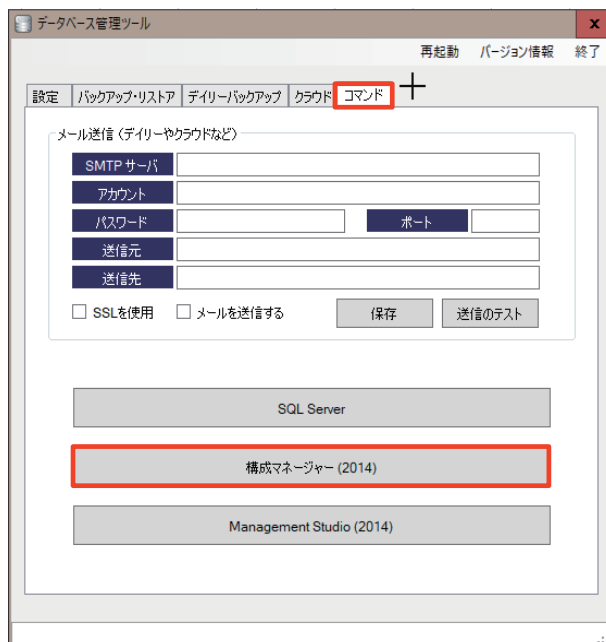 データベース管理ツール
x
再起動 バージョン情報 終了
設定 バックアップ・リストア デイリーバックアップ クラウド コマンド
メール送信（デイリーやクラウドなど）
SMTP サーバ
アカウント
パスワード ポート
送信元
送信先
SSLを使用 メールを送信する 保存 送信のテスト
SQL Server
構成マネージャー (2014)
Management Studio (2014)